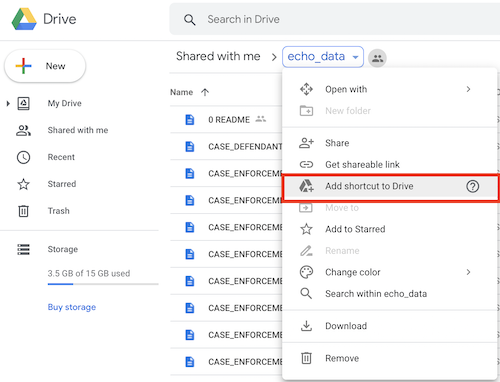 Drive
Search in Drive
New
My Drive
Shared with me
Recent
Starred
Trash
Storage
3.5 GB of 15 GB used
Buy storage
Shared with me > echo_data
Name
0 README
CASE_DEFENDANT
CASE_ENFORCEME
CASE_ENFORCEME
CASE_ENFORCEME
CASE_ENFORCEME
CASE_ENFORCEME
CASE_ENFORCEME
CASE_ENFORCEME
CASE_ENFORCEME
Open with
New folder
Share
Get shareable link
Add shortcut to Drive
Move to
Add to Starred
Rename
Change color
Search within echo_data
Download
Remove